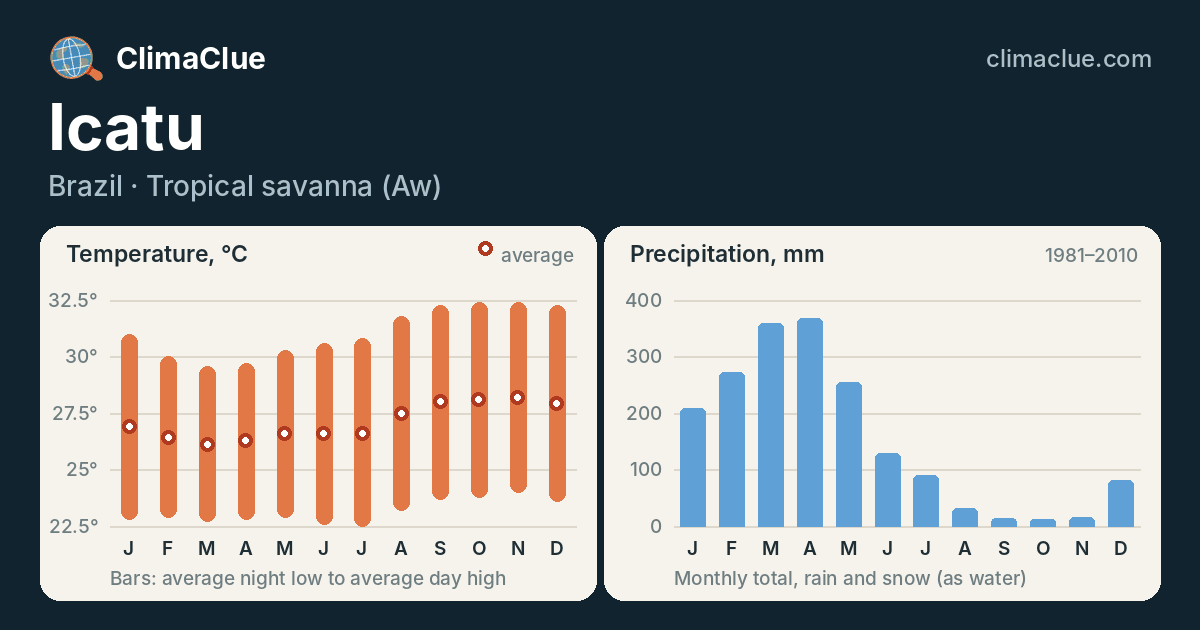 ClimaClue
climaclue.com
Icatu
Brazil · Tropical savanna (Aw)
Temperature, °C
average
32.5°
30°
27.5°
25°
22.5°
J F M A M J J A S O N D
Bars: average night low to average day high
Precipitation, mm
1981–2010
400
300
200
100
0
J F M A M J J A S O N D
Monthly total, rain and snow (as water)